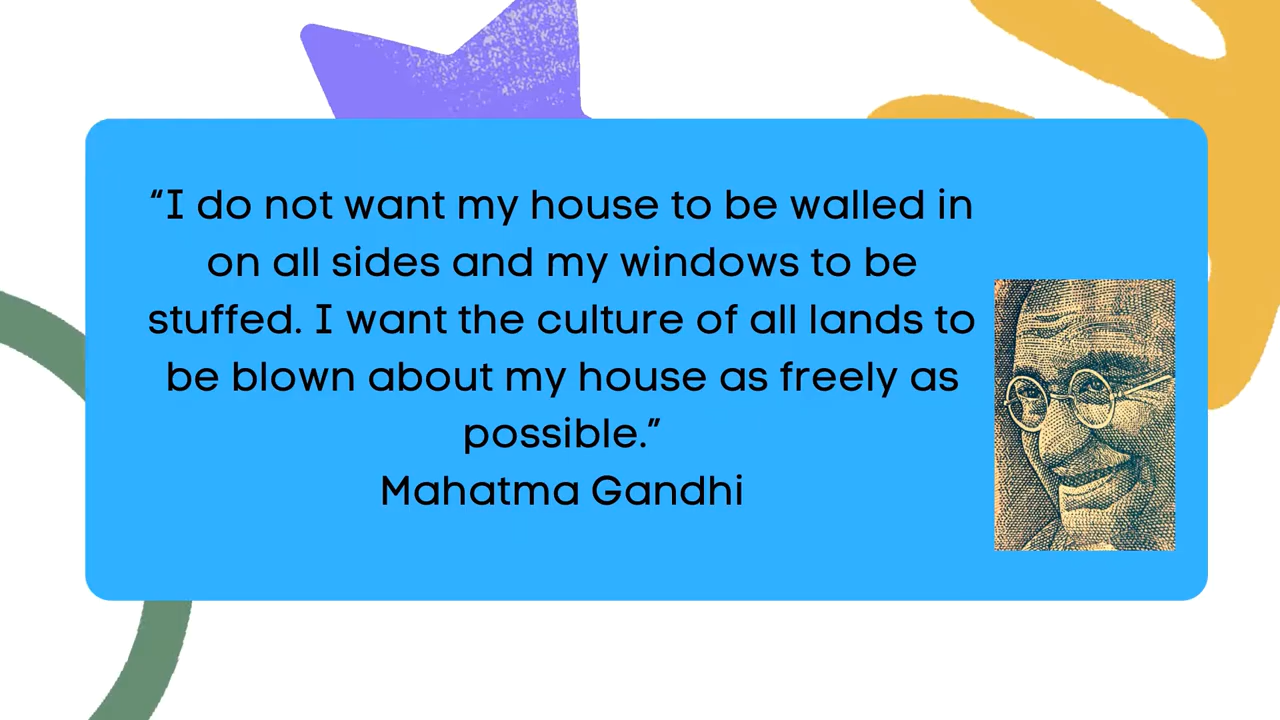 “I do not want my house to be walled in
on all sides and my windows to be
stuffed. I want the culture of all lands to
be blown about my house as freely as
possible.”
Mahatma Gandhi